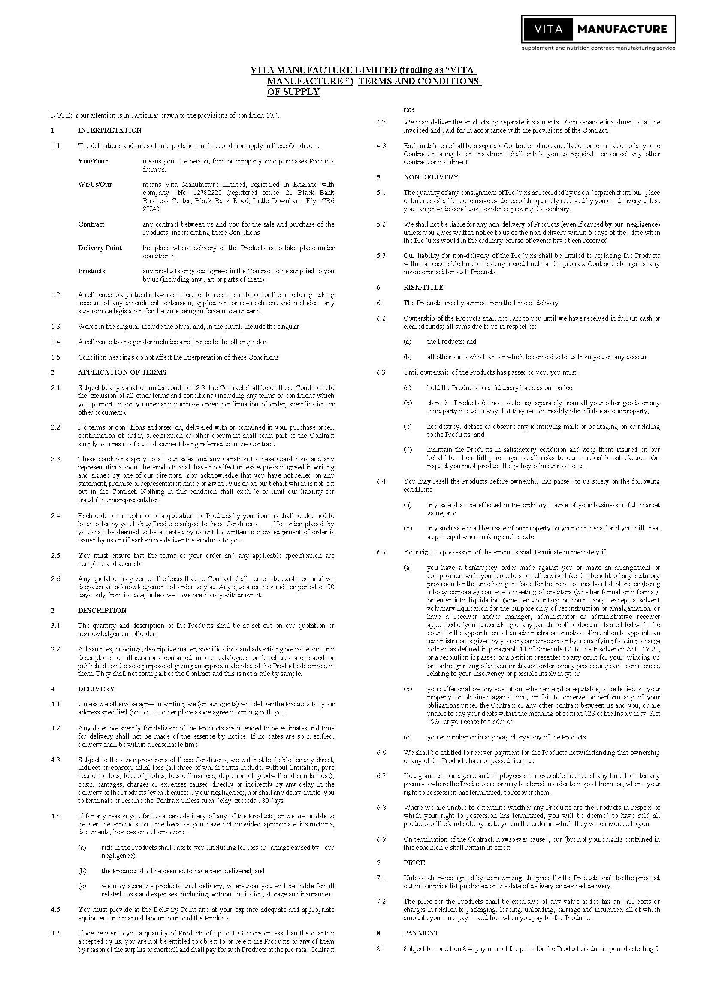 VITA MANUFACTURE
supplement and nutrition contract manufacturing service
VITA MANUFACTURE LIMITED (trading as “VITA
MANUFACTURE ”) TERMS AND CONDITIONS
OF SUPPLY
NOTE: Your attention is in particular drawn to the provisions of condition 10.4.
1 INTERPRETATION
1.1 The definitions and rules of interpretation in this condition apply in these Conditions.
You/Your: means you, the person, firm or company who purchases Products
from us.
We/Us/Our: means Vita Manufacture Limited, registered in England with
company No. 12782222 (registered office: 21 Black Bank
Business Center, Black Bank Road, Little Downham. Ely. CB6
2UA).
Contract: any contract between us and you for the sale and purchase of the
Products, incorporating these Conditions.
Delivery Point: the place where delivery of the Products is to take place under
condition 4.
Products: any products or goods agreed in the Contract to be supplied to you
by us (including any part or parts of them).
1.2 A reference to a particular law is a reference to it as it is in force for the time being taking
account of any amendment, extension, application or re-enactment and includes any
subordinate legislation for the time being in force made under it.
1.3 Words in the singular include the plural and, in the plural, include the singular.
1.4 A reference to one gender includes a reference to the other gender.
1.5 Condition headings do not affect the interpretation of these Conditions.
2 APPLICATION OF TERMS
2.1 Subject to any variation under condition 2.3, the Contract shall be on these Conditions to
the exclusion of all other terms and conditions (including any terms or conditions which
you purport to apply under any purchase order, confirmation of order, specification or
other document).
2.2 No terms or conditions endorsed on, delivered with or contained in your purchase order,
confirmation of order, specification or other document shall form part of the Contract
simply as a result of such document being referred to in the Contract.
2.3 These conditions apply to all our sales and any variation to these Conditions and any
representations about the Products shall have no effect unless expressly agreed in writing
and signed by one of our directors. You acknowledge that you have not relied on any
statement, promise or representation made or given by us or on our behalf which is not set
out in the Contract. Nothing in this condition shall exclude or limit our liability for
fraudulent misrepresentation.
2.4 Each order or acceptance of a quotation for Products by you from us shall be deemed to
be an offer by you to buy Products subject to these Conditions. No order placed by
you shall be deemed to be accepted by us until a written acknowledgement of order is
issued by us or (if earlier) we deliver the Products to you.
2.5 You must ensure that the terms of your order and any applicable specification are
complete and accurate.
2.6 Any quotation is given on the basis that no Contract shall come into existence until we
despatch an acknowledgement of order to you. Any quotation is valid for period of 30
days only from its date, unless we have previously withdrawn it.
3 DESCRIPTION
3.1 The quantity and description of the Products shall be as set out on our quotation or
acknowledgement of order.
3.2 All samples, drawings, descriptive matter, specifications and advertising we issue and any
descriptions or illustrations contained in our catalogues or brochures are issued or
published for the sole purpose of giving an approximate idea of the Products described in
them. They shall not form part of the Contract and this is not a sale by sample.
4 DELIVERY
4.1 Unless we otherwise agree in writing, we (or our agents) will deliver the Products to your
address specified (or to such other place as we agree in writing with you).
4.2 Any dates we specify for delivery of the Products are intended to be estimates and time
for delivery shall not be made of the essence by notice. If no dates are so specified,
delivery shall be within a reasonable time.
4.3 Subject to the other provisions of these Conditions, we will not be liable for any direct,
indirect or consequential loss (all three of which terms include, without limitation, pure
economic loss, loss of profits, loss of business, depletion of goodwill and similar loss),
costs, damages, charges or expenses caused directly or indirectly by any delay in the
delivery of the Products (even if caused by our negligence), nor shall any delay entitle you
to terminate or rescind the Contract unless such delay exceeds 180 days.
4.4 If for any reason you fail to accept delivery of any of the Products, or we are unable to
deliver the Products on time because you have not provided appropriate instructions,
documents, licences or authorisations:
(a) risk in the Products shall pass to you (including for loss or damage caused by our
negligence);
(b) the Products shall be deemed to have been delivered; and
(c) we may store the products until delivery, whereupon you will be liable for all
related costs and expenses (including, without limitation, storage and insurance).
4.5 You must provide at the Delivery Point and at your expense adequate and appropriate
equipment and manual labour to unload the Products.
4.6 If we deliver to you a quantity of Products of up to 10% more or less than the quantity
accepted by us, you are not be entitled to object to or reject the Products or any of them
by reason of the surplus or shortfall and shall pay for such Products at the pro rata Contract
rate.
4.7 We may deliver the Products by separate instalments. Each separate instalment shall be
invoiced and paid for in accordance with the provisions of the Contract.
4.8 Each instalment shall be a separate Contract and no cancellation or termination of any one
Contract relating to an instalment shall entitle you to repudiate or cancel any other
Contract or instalment.
5 NON-DELIVERY
5.1 The quantity of any consignment of Products as recorded by us on despatch from our place
of business shall be conclusive evidence of the quantity received by you on delivery unless
you can provide conclusive evidence proving the contrary.
5.2 We shall not be liable for any non-delivery of Products (even if caused by our negligence)
unless you gives written notice to us of the non-delivery within 5 days of the date when
the Products would in the ordinary course of events have been received.
5.3 Our liability for non-delivery of the Products shall be limited to replacing the Products
within a reasonable time or issuing a credit note at the pro rata Contract rate against any
invoice raised for such Products.
6 RISK/TITLE
6.1 The Products are at your risk from the time of delivery.
6.2 Ownership of the Products shall not pass to you until we have received in full (in cash or
cleared funds) all sums due to us in respect of:
(a) the Products; and
(b) all other sums which are or which become due to us from you on any account.
6.3 Until ownership of the Products has passed to you, you must:
(a) hold the Products on a fiduciary basis as our bailee;
(b) store the Products (at no cost to us) separately from all your other goods or any
third party in such a way that they remain readily identifiable as our property;
(c) not destroy, deface or obscure any identifying mark or packaging on or relating
to the Products; and
(d) maintain the Products in satisfactory condition and keep them insured on our
behalf for their full price against all risks to our reasonable satisfaction. On
request you must produce the policy of insurance to us.
6.4 You may resell the Products before ownership has passed to us solely on the following
conditions:
(a) any sale shall be effected in the ordinary course of your business at full market
value; and
(b) any such sale shall be a sale of our property on your own behalf and you will deal
as principal when making such a sale.
6.5 Your right to possession of the Products shall terminate immediately if:
(a) you have a bankruptcy order made against you or make an arrangement or
composition with your creditors, or otherwise take the benefit of any statutory
provision for the time being in force for the relief of insolvent debtors, or (being
a body corporate) convene a meeting of creditors (whether formal or informal),
or enter into liquidation (whether voluntary or compulsory) except a solvent
voluntary liquidation for the purpose only of reconstruction or amalgamation, or
have a receiver and/or manager, administrator or administrative receiver
appointed of your undertaking or any part thereof, or documents are filed with the
court for the appointment of an administrator or notice of intention to appoint an
administrator is given by you or your directors or by a qualifying floating charge
holder (as defined in paragraph 14 of Schedule B1 to the Insolvency Act 1986),
or a resolution is passed or a petition presented to any court for your winding-up
or for the granting of an administration order, or any proceedings are commenced
relating to your insolvency or possible insolvency; or
(b) you suffer or allow any execution, whether legal or equitable, to be levied on your
property or obtained against you, or fail to observe or perform any of your
obligations under the Contract or any other contract between us and you, or are
unable to pay your debts within the meaning of section 123 of the Insolvency Act
1986 or you cease to trade; or
(c) you encumber or in any way charge any of the Products.
6.6 We shall be entitled to recover payment for the Products notwithstanding that ownership
of any of the Products has not passed from us.
6.7 You grant us, our agents and employees an irrevocable licence at any time to enter any
premises where the Products are or may be stored in order to inspect them, or, where your
right to possession has terminated, to recover them.
6.8 Where we are unable to determine whether any Products are the products in respect of
which your right to possession has terminated, you will be deemed to have sold all
products of the kind sold by us to you in the order in which they were invoiced to you.
6.9 On termination of the Contract, howsoever caused, our (but not your) rights contained in
this condition 6 shall remain in effect.
7 PRICE
7.1 Unless otherwise agreed by us in writing, the price for the Products shall be the price set
out in our price list published on the date of delivery or deemed delivery.
7.2 The price for the Products shall be exclusive of any value added tax and all costs or
charges in relation to packaging, loading, unloading, carriage and insurance, all of which
amounts you must pay in addition when you pay for the Products.
8 PAYMENT
8.1 Subject to condition 8.4, payment of the price for the Products is due in pounds sterling 5